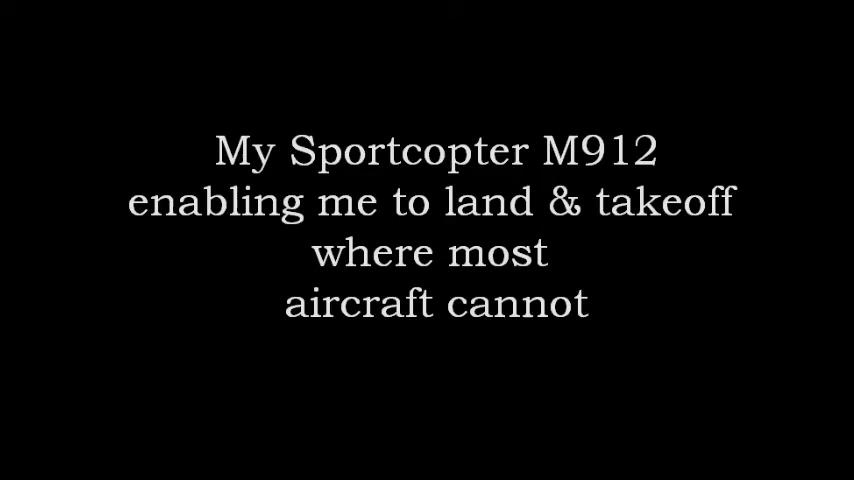 My Sportcopter M912
enabling me to land & takeoff
where most
aircraft cannot